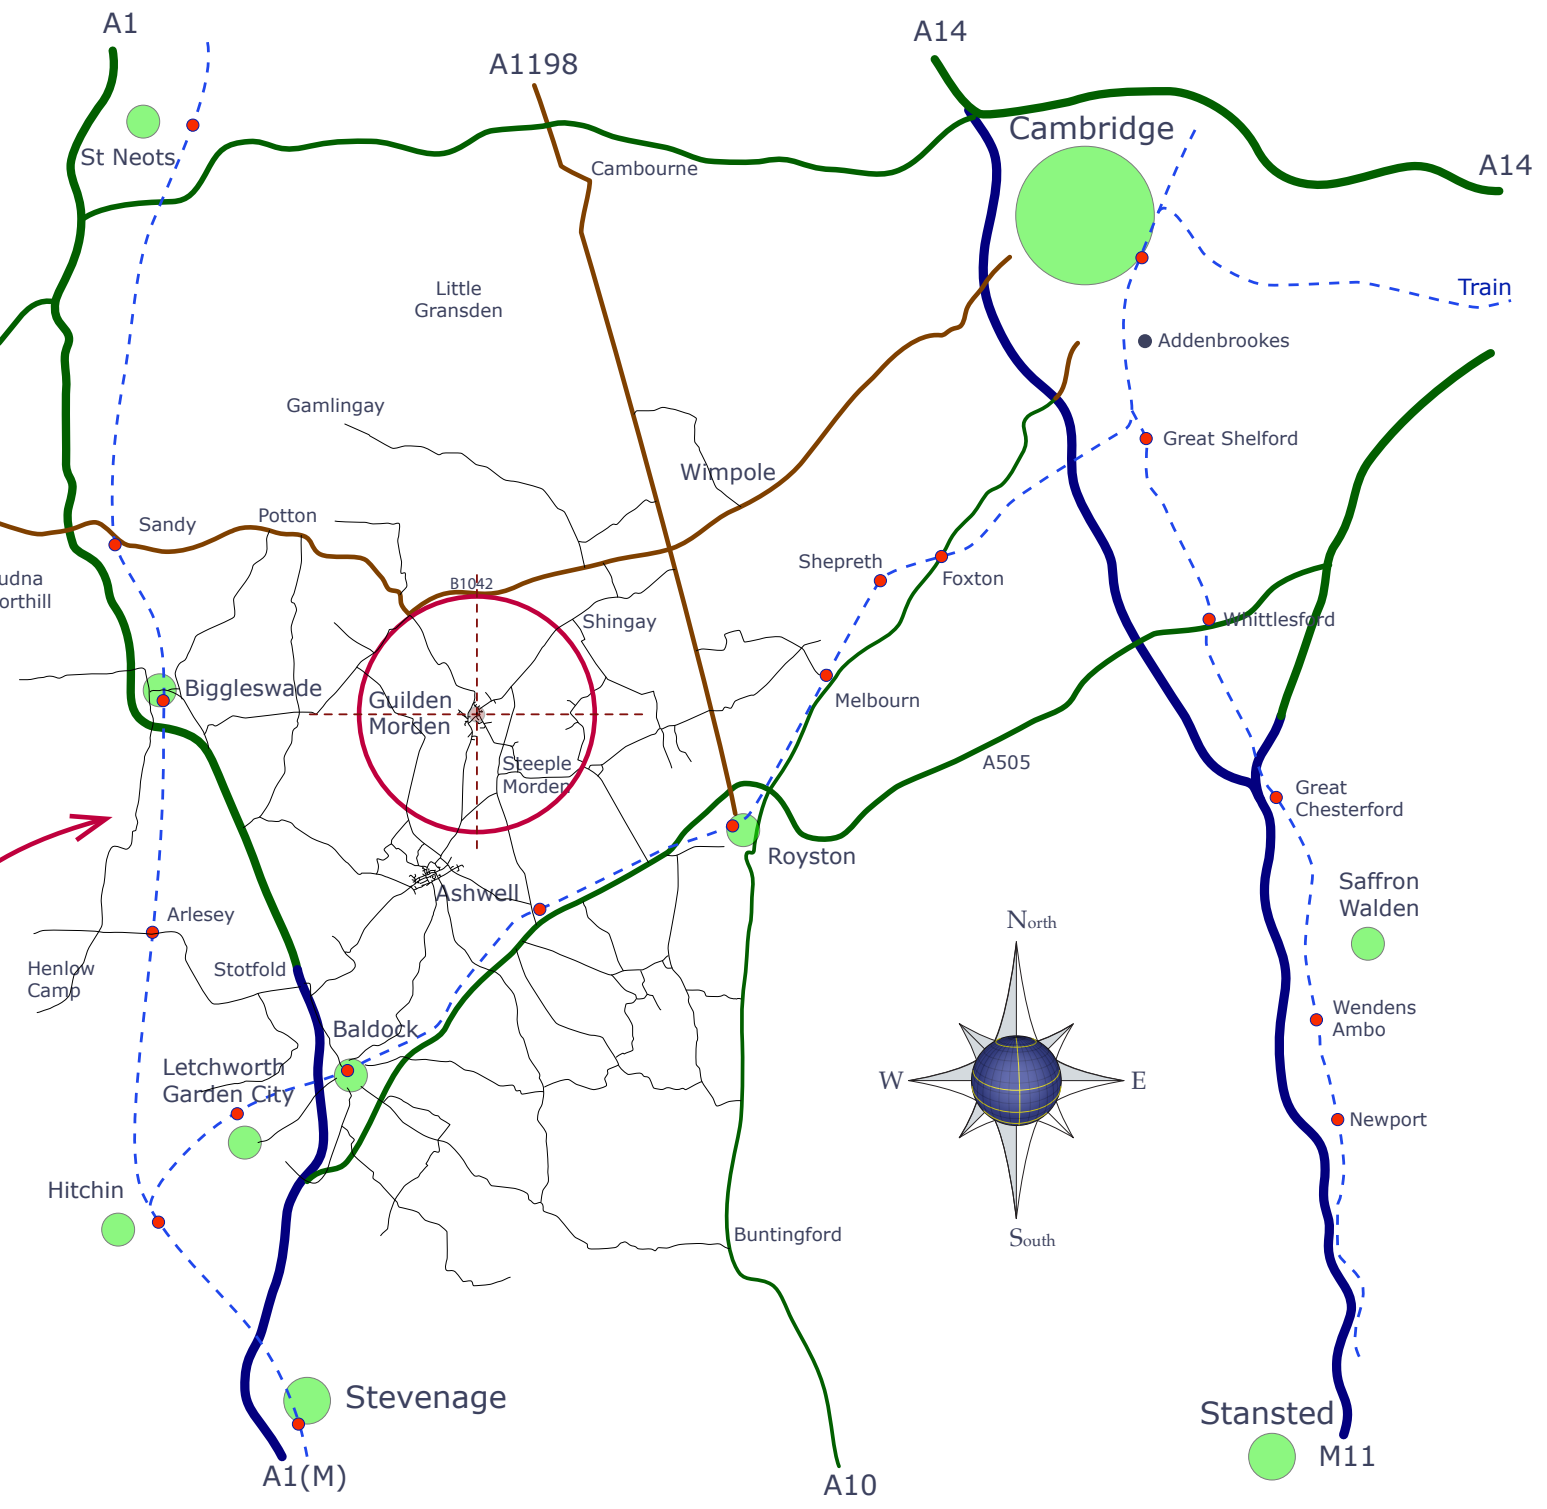 A1
A14
A1198
Cambridge
St Neots
Cambourne
A14
Little
Gransden
Train
Addenbrookes
Gamlingay
Great Shelford
Wimpole
Sandy
Potton
Shepreth
Foxton
udna
orthill
B1042
Shingay
Whittlesford
Biggleswade
Guilden
Morden
Melbourn
Steeple
Morden
A505
Great
Chesterford
Royston
Ashwell
Saffron
Walden
Arlesey
North
Henlow
Camp
Stotfold
Baldock
Wendens
Ambo
Letchworth
Garden City
W
E
Newport
Hitchin
Buntingford
South
Stevenage
Stansted
A1(M)
A10
M11